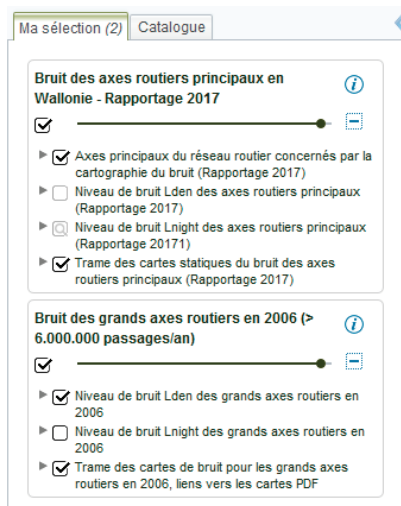 Ma sélection (2) Catalogue
Bruit des axes routiers principaux en
Wallonie - Rapportage 2017
Axes principaux du réseau routier concernés par la
cartographie du bruit (Rapportage 2017)
Niveau de bruit Lden des axes routiers principaux
(Rapportage 2017)
Niveau de bruit Lnight des axes routiers principaux
(Rapportage 20171)
Trame des cartes statiques du bruit des axes
routiers principaux (Rapportage 2017)
Bruit des grands axes routiers en 2006 (>
6.000.000 passages/an)
Niveau de bruit Lden des grands axes routiers en
2006
Niveau de bruit Lnight des grands axes routiers en
2006
Trame des cartes de bruit pour les grands axes
routiers en 2006, liens vers les cartes PDF